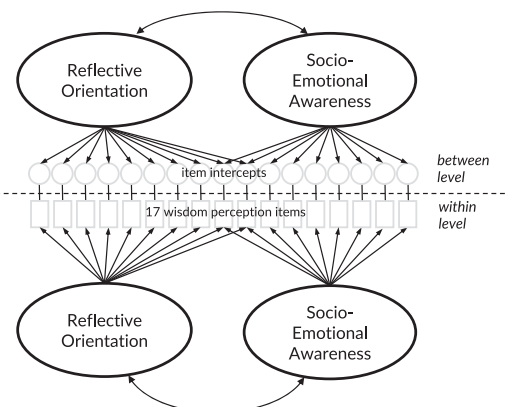 Reflective
Orientation
Socio-
Emotional
Awareness
item intercepts
between
level
17 wisdom perception items
within
level
Reflective
Orientation
Socio-
Emotional
Awareness